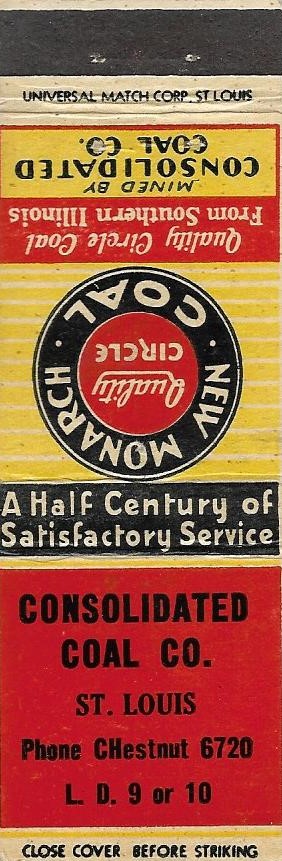 UNIVERSAL MATCH CORP. ST LOUIS
Quality Circle Coal
From Southern Illinois
MINED BY
CONSOLIDATED
COAL CO.
NEW MONARCH
COAL
Quality
CIRCLE
A Half Century of
Satisfactory Service
CONSOLIDATED
COAL CO.
ST. LOUIS
Phone CHestnut 6720
L. D. 9 or 10
CLOSE COVER BEFORE STRIKING